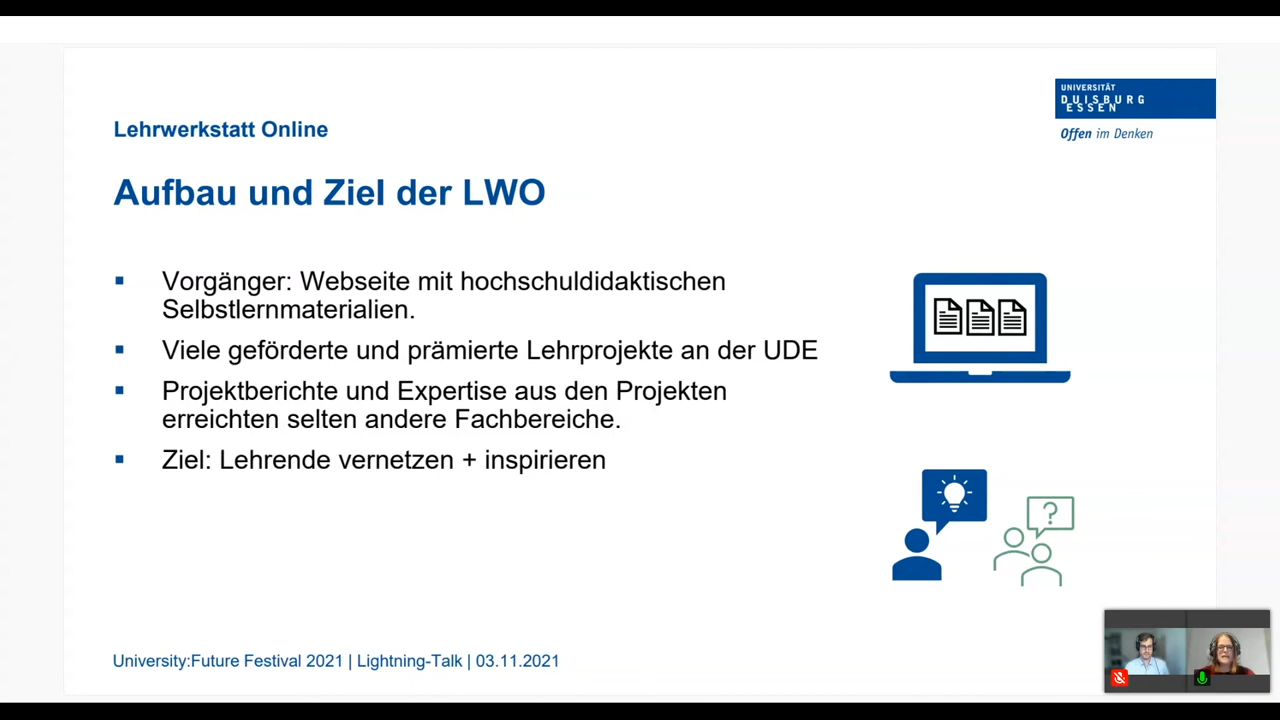 UNIVERSITÄT
DUISBURG
ESSEN
Offen im Denken
Lehrwerkstatt Online
Aufbau und Ziel der LWO
Vorgänger: Webseite mit hochschuldidaktischen
Selbstlernmaterialien.
Viele geförderte und prämierte Lehrprojekte an der UDE
Projektberichte und Expertise aus den Projekten
erreichten selten andere Fachbereiche.
Ziel: Lehrende vernetzen + inspirieren
?
University:Future Festival 2021 | Lightning-Talk | 03.11.2021